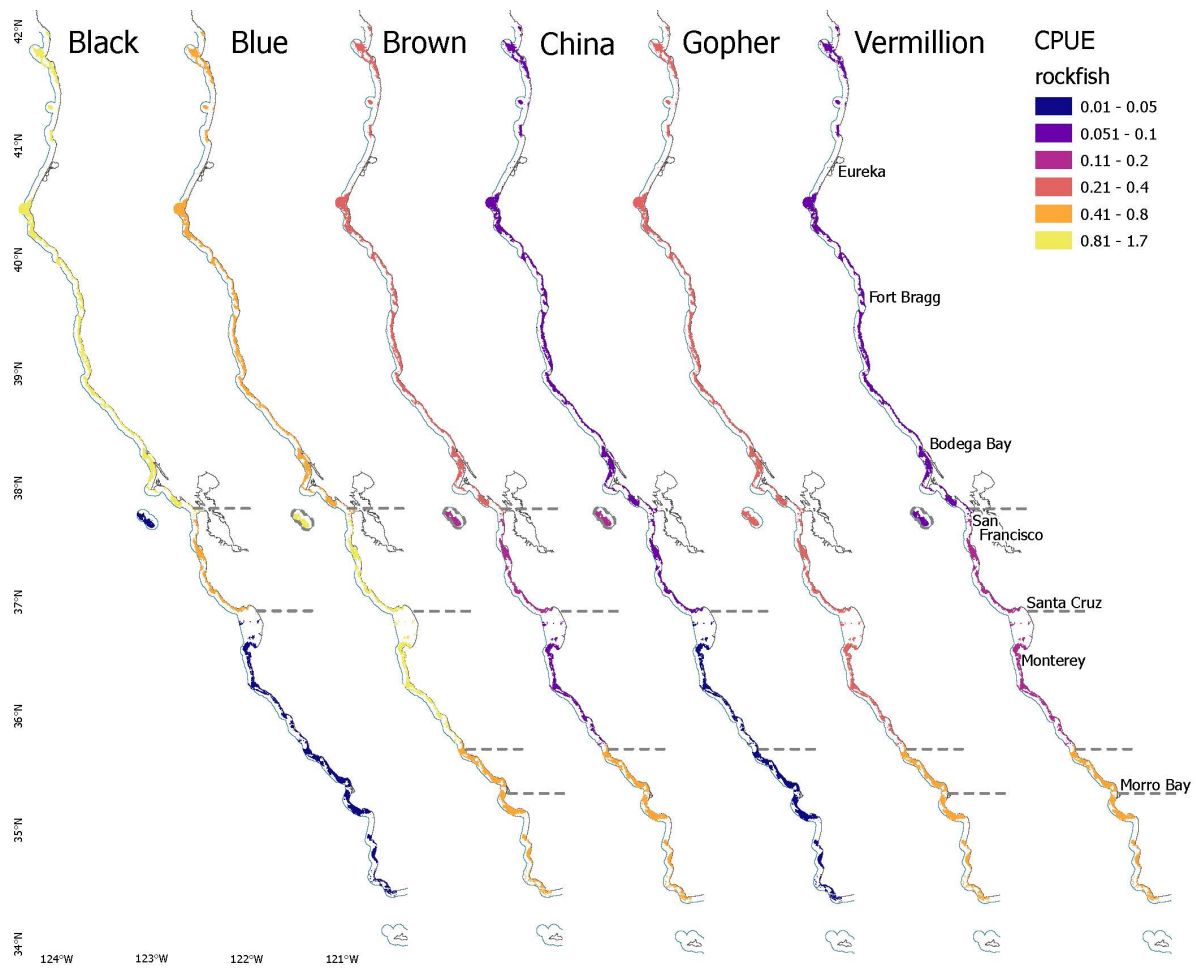 Black
Blue
Brown
China
Gopher
Vermillion
CPUE
rockfish
0.01 - 0.05
0.051 - 0.1
0.11 - 0.2
0.21 - 0.4
0.41 - 0.8
0.81 - 1.7
Eureka
Fort Bragg
Bodega Bay
San
Francisco
Santa Cruz
Monterey
Morro Bay
42°N
41°N
40°N
39°N
38°N
37°N
36°N
35°N
34°N
124°W
123°W
122°W
121°W